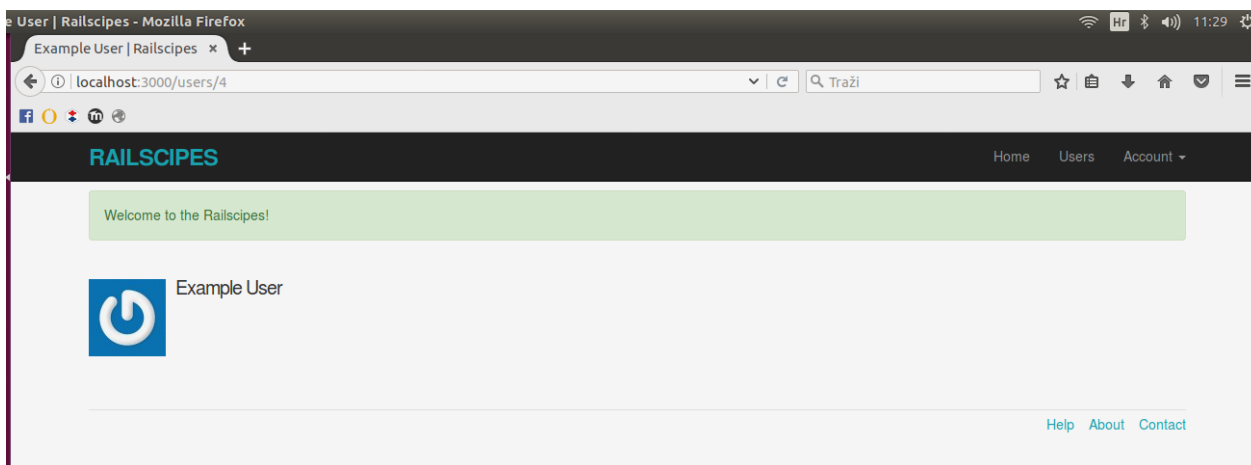 e User | Railscipes - Mozilla Firefox Hr 11:29
Example User | Railscipes × +
localhost:3000/users/4 Traži
RAILSCIPES Home Users Account
Welcome to the Railscipes!
Example User
Help About Contact